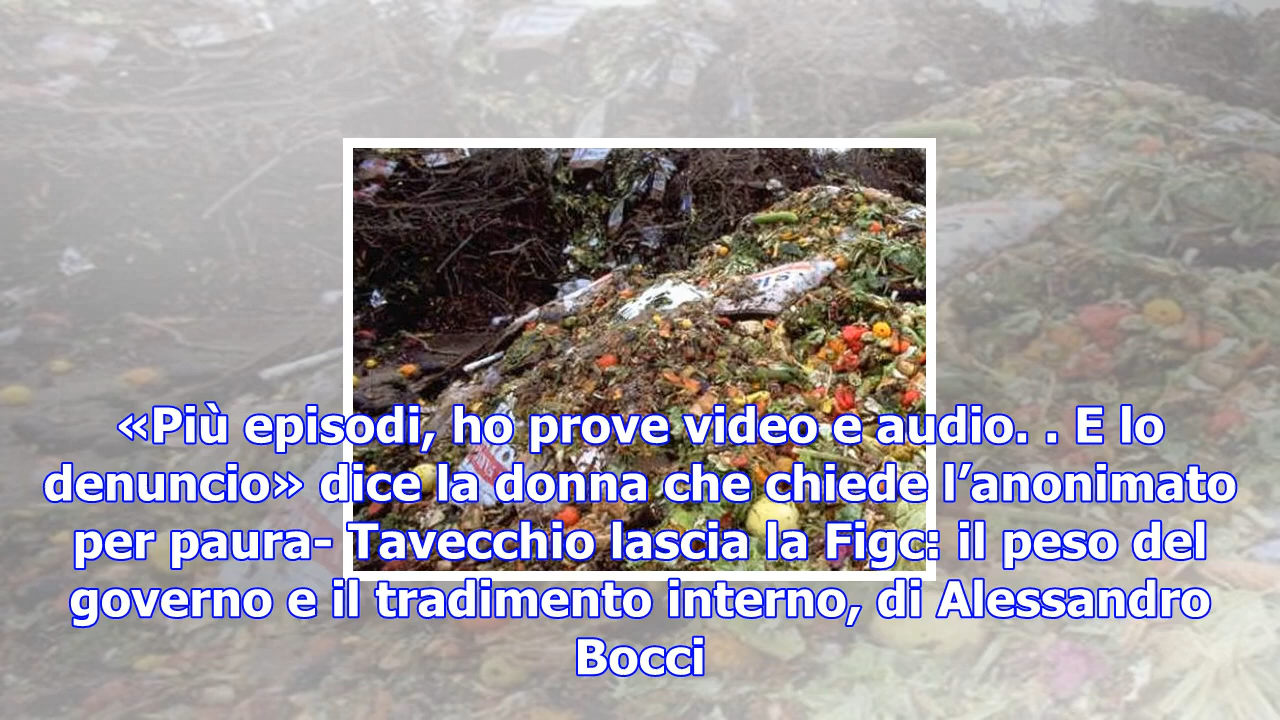 «Più episodi, ho prove video e audio. . E lo
denuncio» dice la donna che chiede l’anonimato
per paura- Tavecchio lascia la Figc: il peso del
governo e il tradimento interno, di Alessandro
Bocci